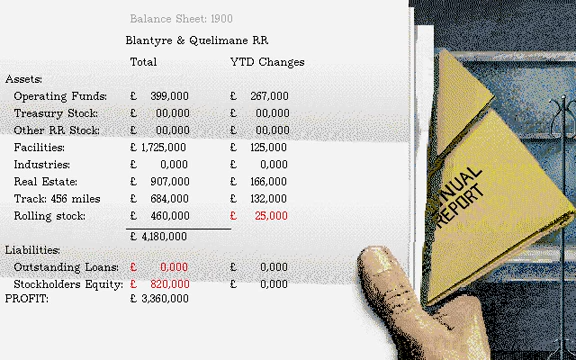 Balance Sheet: 1900
Blantyre & Quelimane RR
Total YTD Changes
Assets:
Operating Funds: £ 399,000 £ 267,000
Treasury Stock: £ 00,000 £ 00,000
Other RR Stock: £ 00,000 £ 00,000
Facilities: £ 1,725,000 £ 125,000
Industries: £ 0,000 £ 0,000
Real Estate: £ 907,000 £ 166,000
Track: 456 miles £ 684,000 £ 132,000
Rolling stock: £ 460,000 £ 25,000
£ 4,180,000
Liabilities:
Outstanding Loans: £ 0,000 £ 0,000
Stockholders Equity: £ 820,000 £ 0,000
PROFIT: £ 3,360,000
NUAL
REPORT